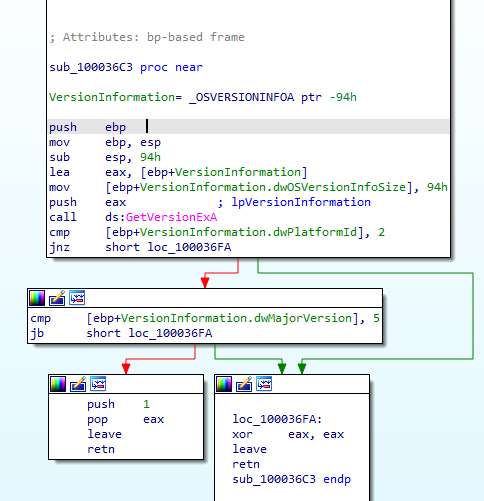 ; Attributes: bp-based frame
sub_100036C3 proc near
VersionInformation= _OSVERSIONINFOA ptr -94h
push    ebp
mov     ebp, esp
sub     esp, 94h
lea     eax, [ebp+VersionInformation]
mov     [ebp+VersionInformation.dwOSVersionInfoSize], 94h
push    eax             ; lpVersionInformation
call    ds:GetVersionExA
cmp     [ebp+VersionInformation.dwPlatformId], 2
jnz     short loc_100036FA
cmp     [ebp+VersionInformation.dwMajorVersion], 5
jb      short loc_100036FA
push    1
pop     eax
leave
retn
loc_100036FA:
xor     eax, eax
leave
retn
sub_100036C3 endp